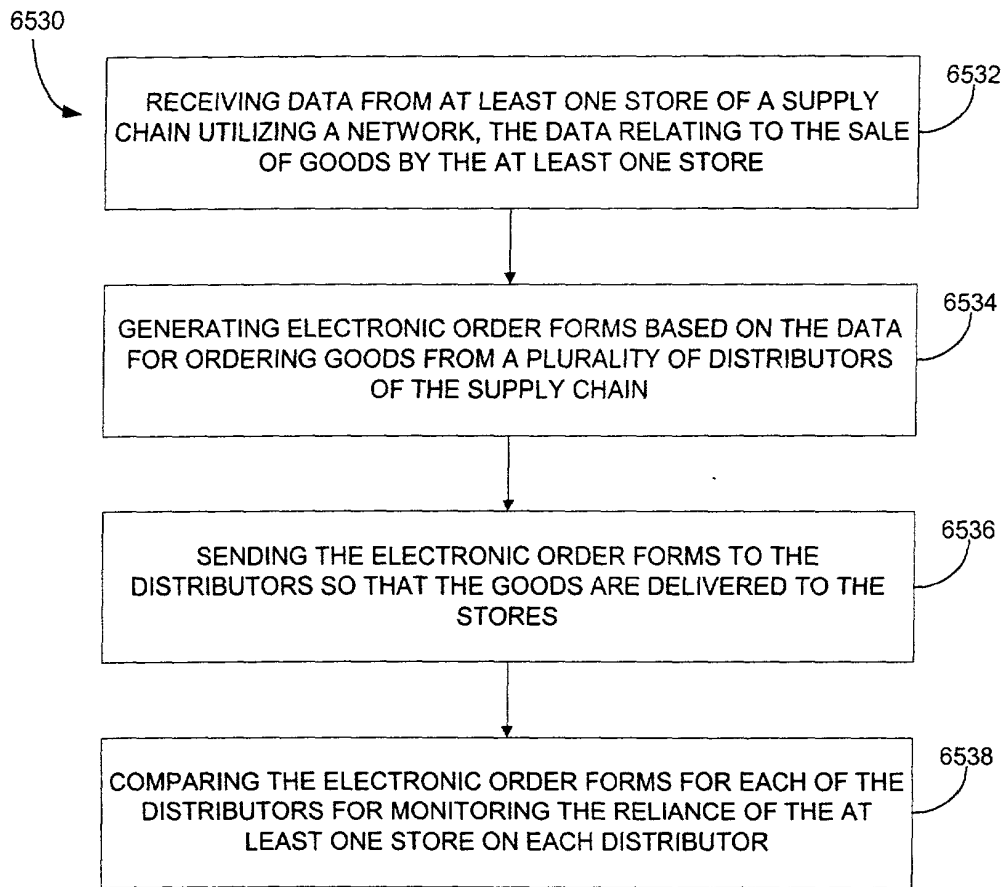 6530
6532
RECEIVING DATA FROM AT LEAST ONE STORE OF A SUPPLY
CHAIN UTILIZING A NETWORK, THE DATA RELATING TO THE SALE
OF GOODS BY THE AT LEAST ONE STORE
6534
GENERATING ELECTRONIC ORDER FORMS BASED ON THE DATA
FOR ORDERING GOODS FROM A PLURALITY OF DISTRIBUTORS
OF THE SUPPLY CHAIN
6536
SENDING THE ELECTRONIC ORDER FORMS TO THE
DISTRIBUTORS SO THAT THE GOODS ARE DELIVERED TO THE
STORES
6538
COMPARING THE ELECTRONIC ORDER FORMS FOR EACH OF THE
DISTRIBUTORS FOR MONITORING THE RELIANCE OF THE AT
LEAST ONE STORE ON EACH DISTRIBUTOR